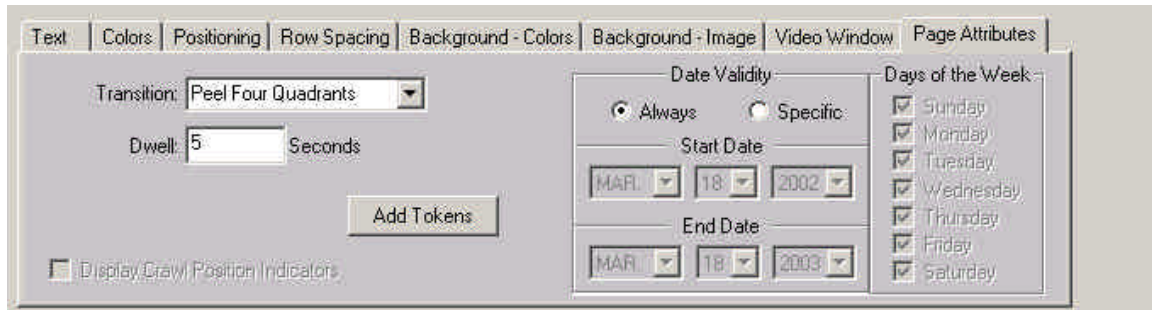 Text Colors Positioning Row Spacing Background - Colors Background - Image Video Window Page Attributes
Transition: Peel Four Quadrants
Dwell: 5 Seconds
Add Tokens
Display Crawl Position Indicators
Date Validity
Always Specific
Start Date
MAR. 18 2002
End Date
MAR. 18 2003
Days of the Week
Sunday
Monday
Tuesday
Wednesday
Thursday
Friday
Saturday